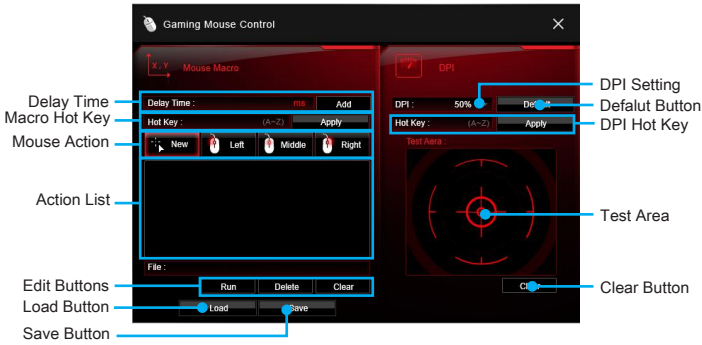 Gaming Mouse Control
X , Y Mouse Macro
DPI
Delay Time
Delay Time : ms Add
DPI : 50%
DPI Setting
Defalut Button
Macro Hot Key
Hot Key : (A~Z) Apply
Hot Key : (A~Z) Apply
DPI Hot Key
Mouse Action
New Left Middle Right
Test Aera :
Action List
Test Area
File :
Edit Buttons
Run Delete Clear
Clear Button
Load Button
Load Save
Save Button